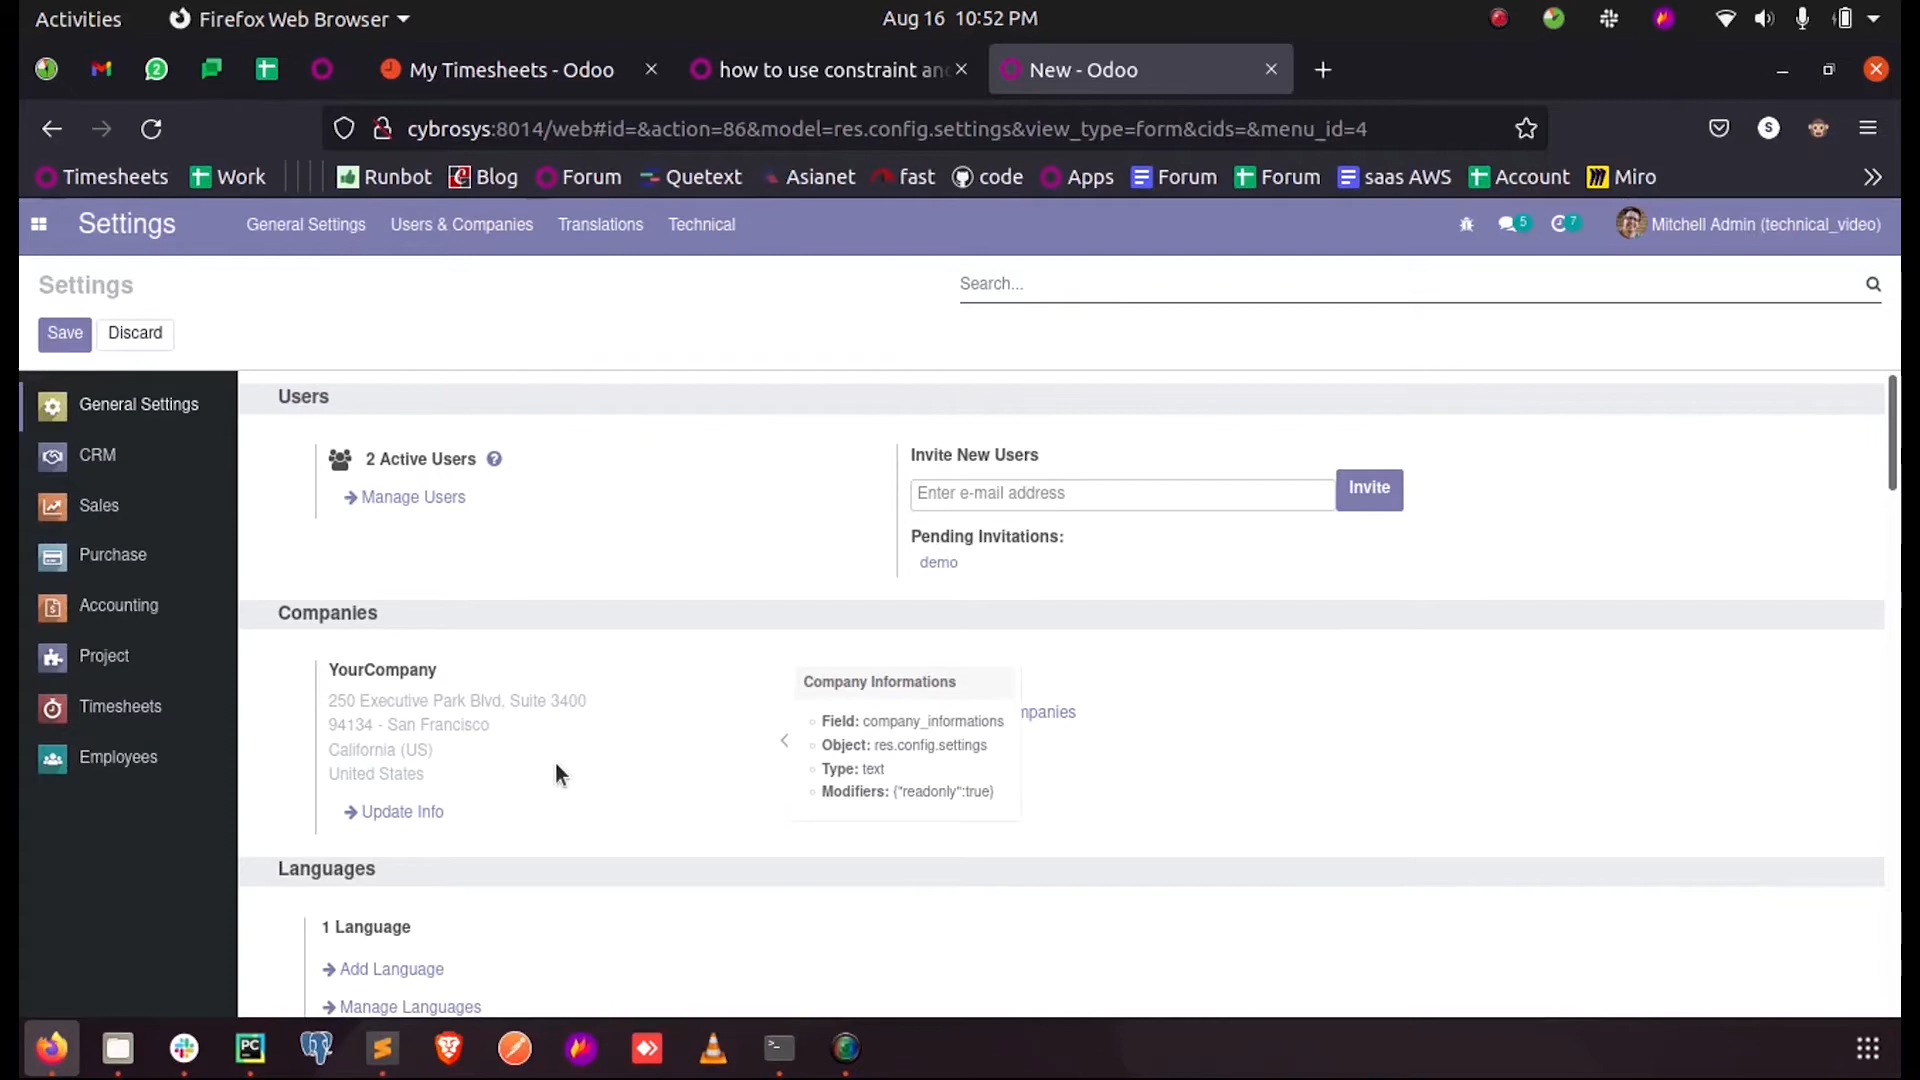 Activities
Firefox Web Browser
Aug 16 10:52 PM
2
My Timesheets - Odoo
how to use constraint an
New - Odoo
cybrosys:8014/web#id=&action=86&model=res.config.settings&view_type=form&cids=&menu_id=4
S
Timesheets
Work
Runbot
Blog
Forum
Quetext
Asianet
fast
code
Apps
Forum
Forum
saas AWS
Account
Miro
Settings
General Settings
Users & Companies
Translations
Technical
5
7
Mitchell Admin (technical_video)
Settings
Search...
Save
Discard
General Settings
CRM
Sales
Purchase
Accounting
Project
Timesheets
Employees
Users
2 Active Users
Manage Users
Invite New Users
Enter e-mail address
Invite
Pending Invitations:
demo
Companies
YourCompany
250 Executive Park Blvd, Suite 3400
94134 - San Francisco
California (US)
United States
Update Info
Company Informations
Field: company_informations
Object: res.config.settings
Type: text
Modifiers: {"readonly":true}
mpanies
Languages
1 Language
Add Language
Manage Languages
PC